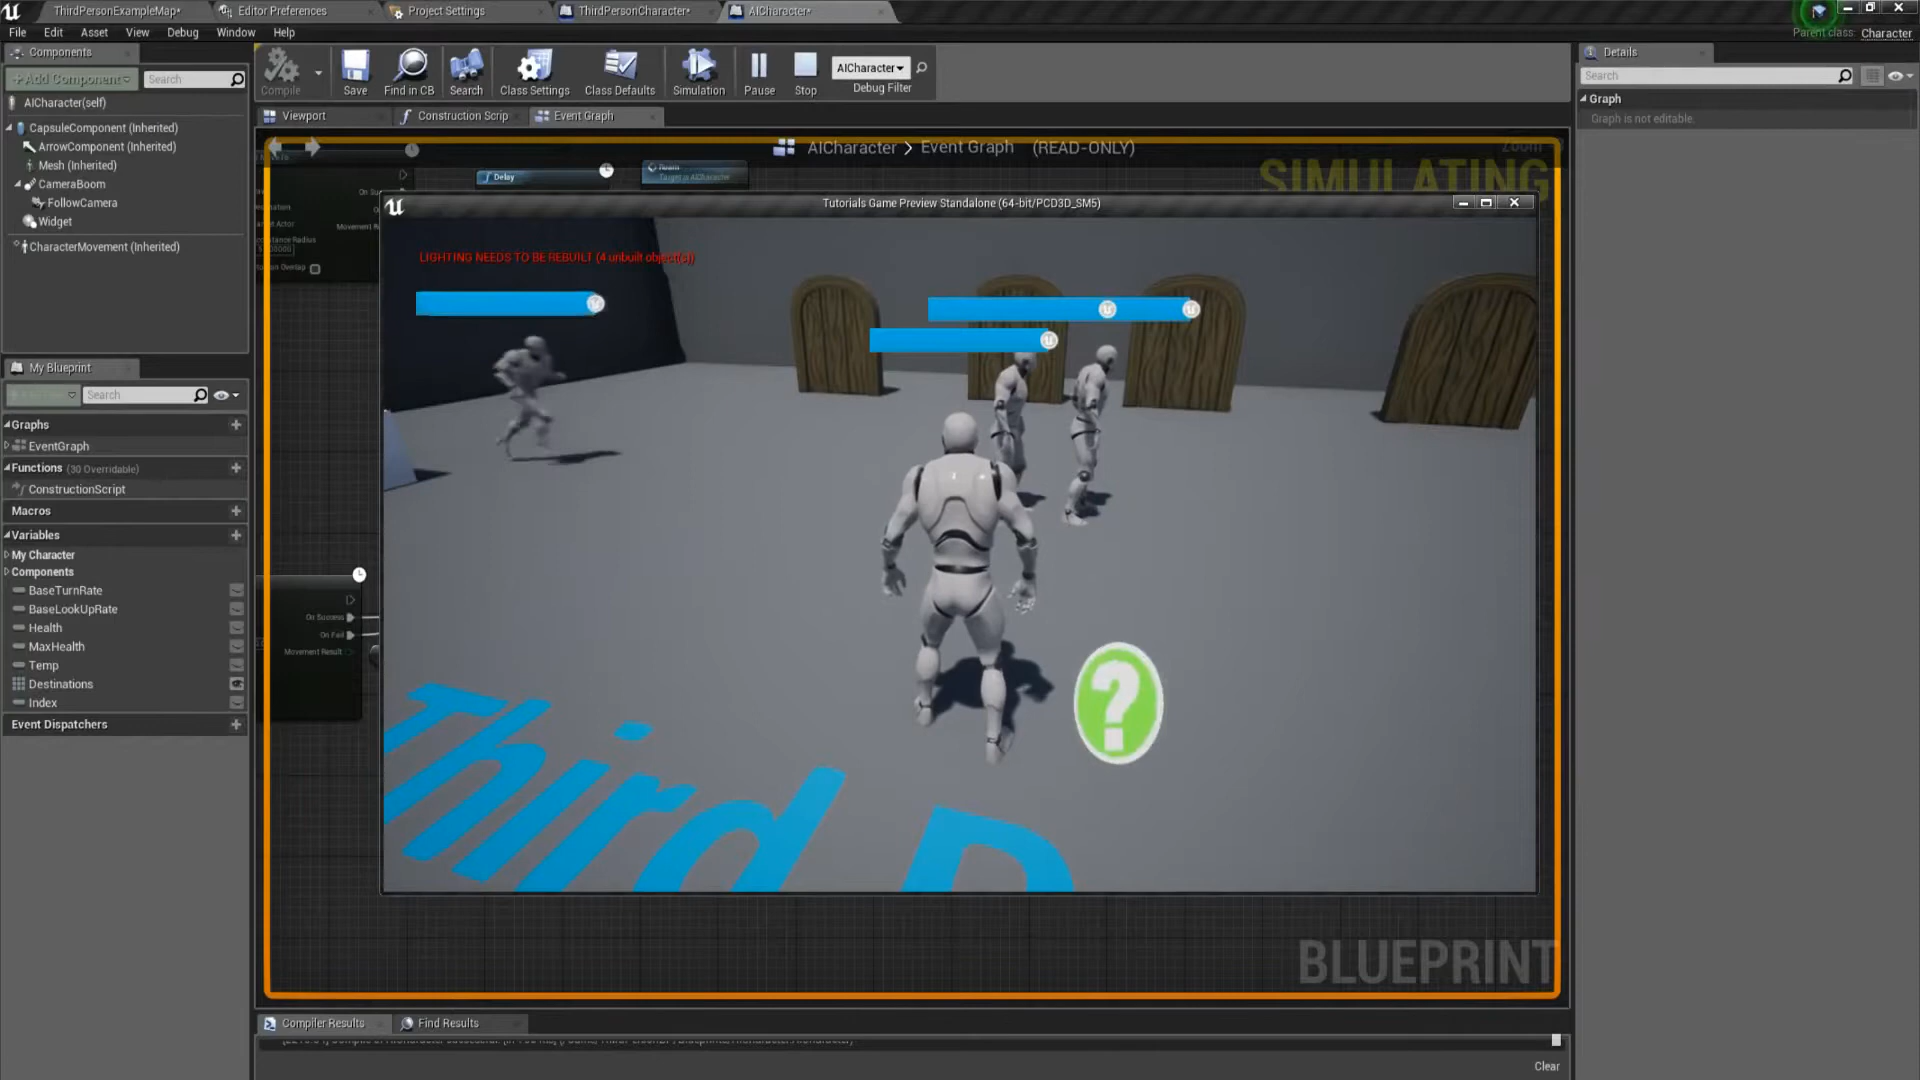 ThirdPersonExampleMap*
Editor Preferences
Project Settings
ThirdPersonCharacter*
AICharacter*
File
Edit
Asset
View
Debug
Window
Help
Parent class:
Character
Components
+Add Component
Search
AICharacter(self)
CapsuleComponent (Inherited)
ArrowComponent (Inherited)
Mesh (Inherited)
CameraBoom
FollowCamera
Widget
CharacterMovement (Inherited)
Compile
Save
Find in CB
Search
Class Settings
Class Defaults
Simulation
Pause
Stop
AICharacter
Debug Filter
Viewport
Construction Scrip
Event Graph
AICharacter > Event Graph (READ-ONLY)
Zoom
SIMULATING
Delay
Roam
Target is AICharacter
Tutorials Game Preview Standalone (64-bit/PCD3D_SM5)
LIGHTING NEEDS TO BE REBUILT (4 unbuilt object(s))
?
Third P
On Success
On Fail
Movement Result
BLUEPRINT
My Blueprint
Search
Graphs
EventGraph
Functions (30 Overridable)
ConstructionScript
Macros
Variables
My Character
Components
BaseTurnRate
BaseLookUpRate
Health
MaxHealth
Temp
Destinations
Index
Event Dispatchers
Details
Search
Graph
Graph is not editable.
Compiler Results
Find Results
Clear